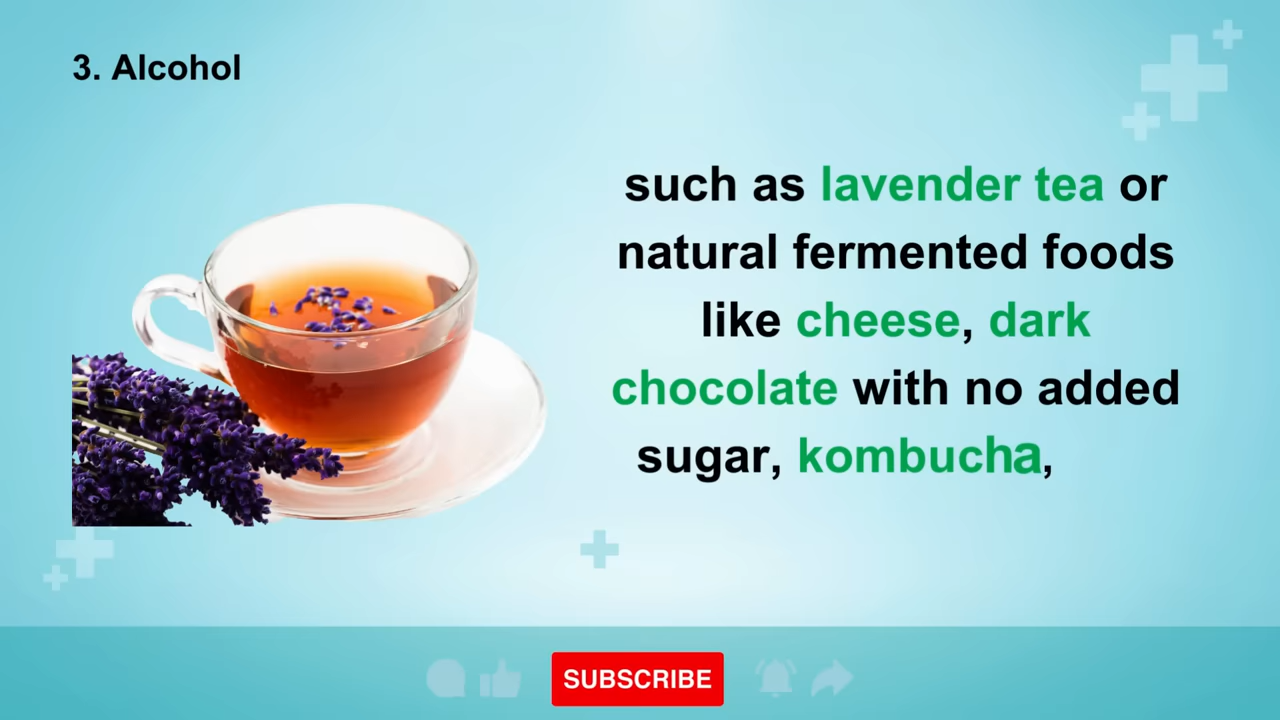 3. Alcohol
such as lavender tea or
natural fermented foods
like cheese, dark
chocolate with no added
sugar, kombucha,
SUBSCRIBE